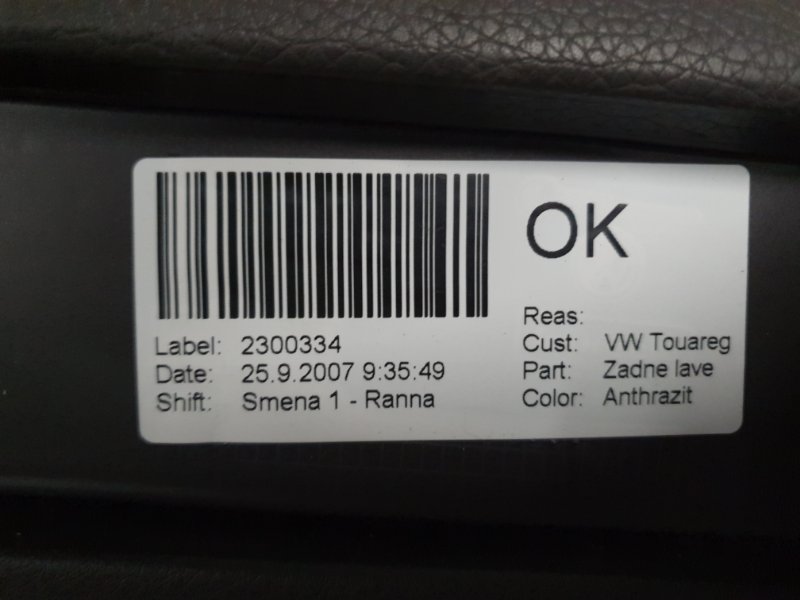 OK
Label: 2300334
Date: 25.9.2007 9:35:49
Shift: Smena 1 - Ranna
Reas:
Cust: VW Touareg
Part: Zadne lave
Color: Anthrazit